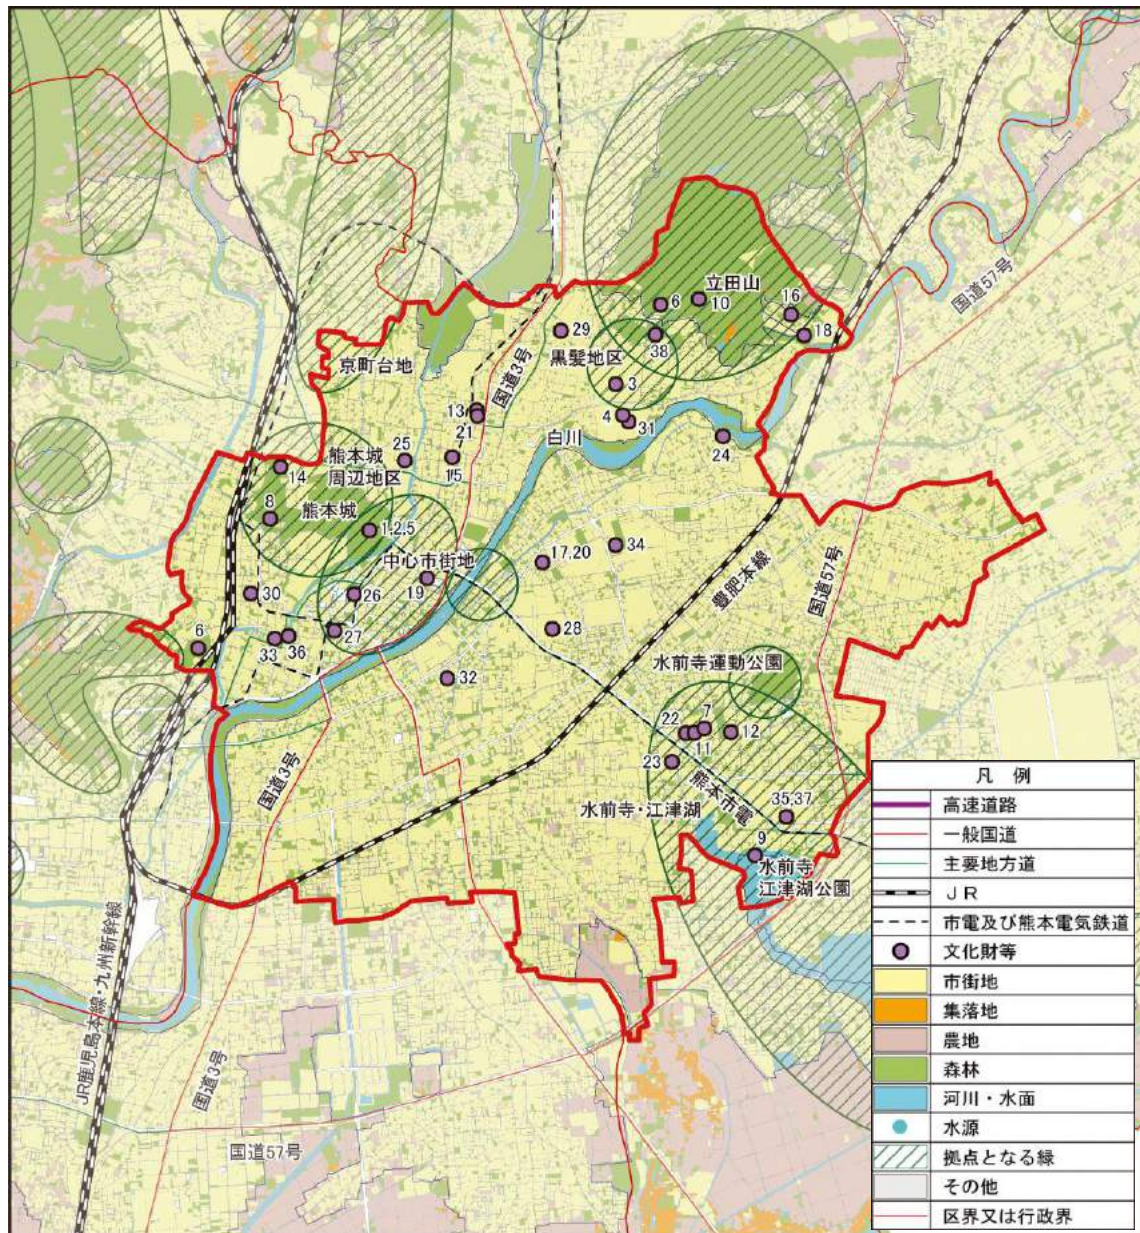 国道57号
立田山
6
10
16
18
29
38
黒髪地区
京町台地
国道3号
3
13
21
4
31
白川
24
熊本城
周辺地区
25
15
14
8
熊本城
1,2,5
中心市街地
17,20
34
豊肥本線
国道57号
30
26
19
27
28
6
33
36
32
水前寺運動公園
22
7
11
12
23
国道3号
熊本市電
水前寺・江津湖
35,37
9
水前寺
江津湖公園
JR鹿児島本線・九州新幹線
国道3号
国道57号
凡 例
高速道路
一般国道
主要地方道
JR
市電及び熊本電気鉄道
文化財等
市街地
集落地
農地
森林
河川・水面
水源
拠点となる緑
その他
区界又は行政界